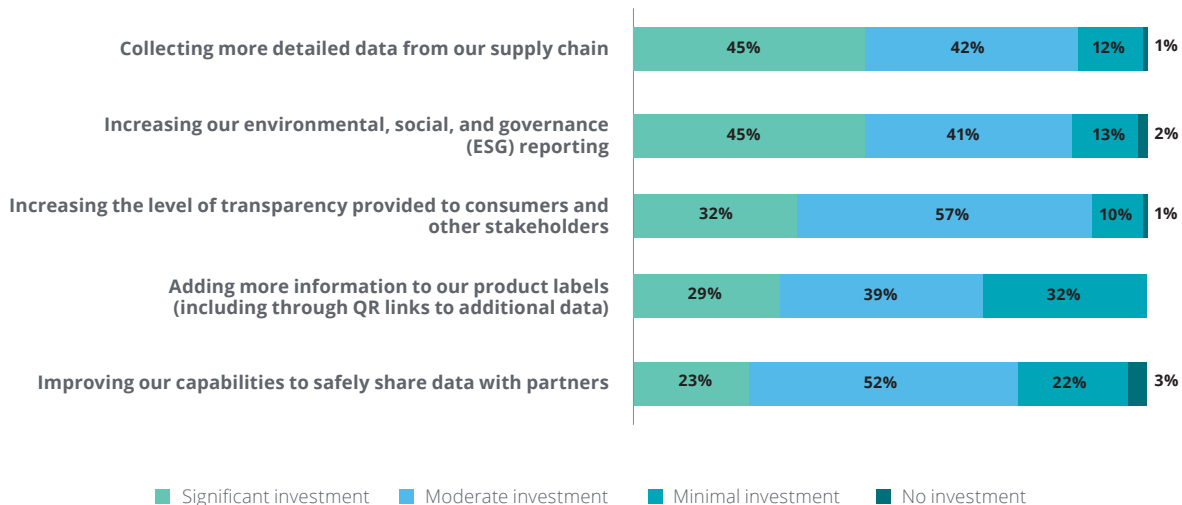 Collecting more detailed data from our supply chain
45%
42%
12%
1%
Increasing our environmental, social, and governance
(ESG) reporting
45%
41%
13%
2%
Increasing the level of transparency provided to consumers and
other stakeholders
32%
57%
10%
1%
Adding more information to our product labels
(including through QR links to additional data)
29%
39%
32%
Improving our capabilities to safely share data with partners
23%
52%
22%
3%
Significant investment
Moderate investment
Minimal investment
No investment